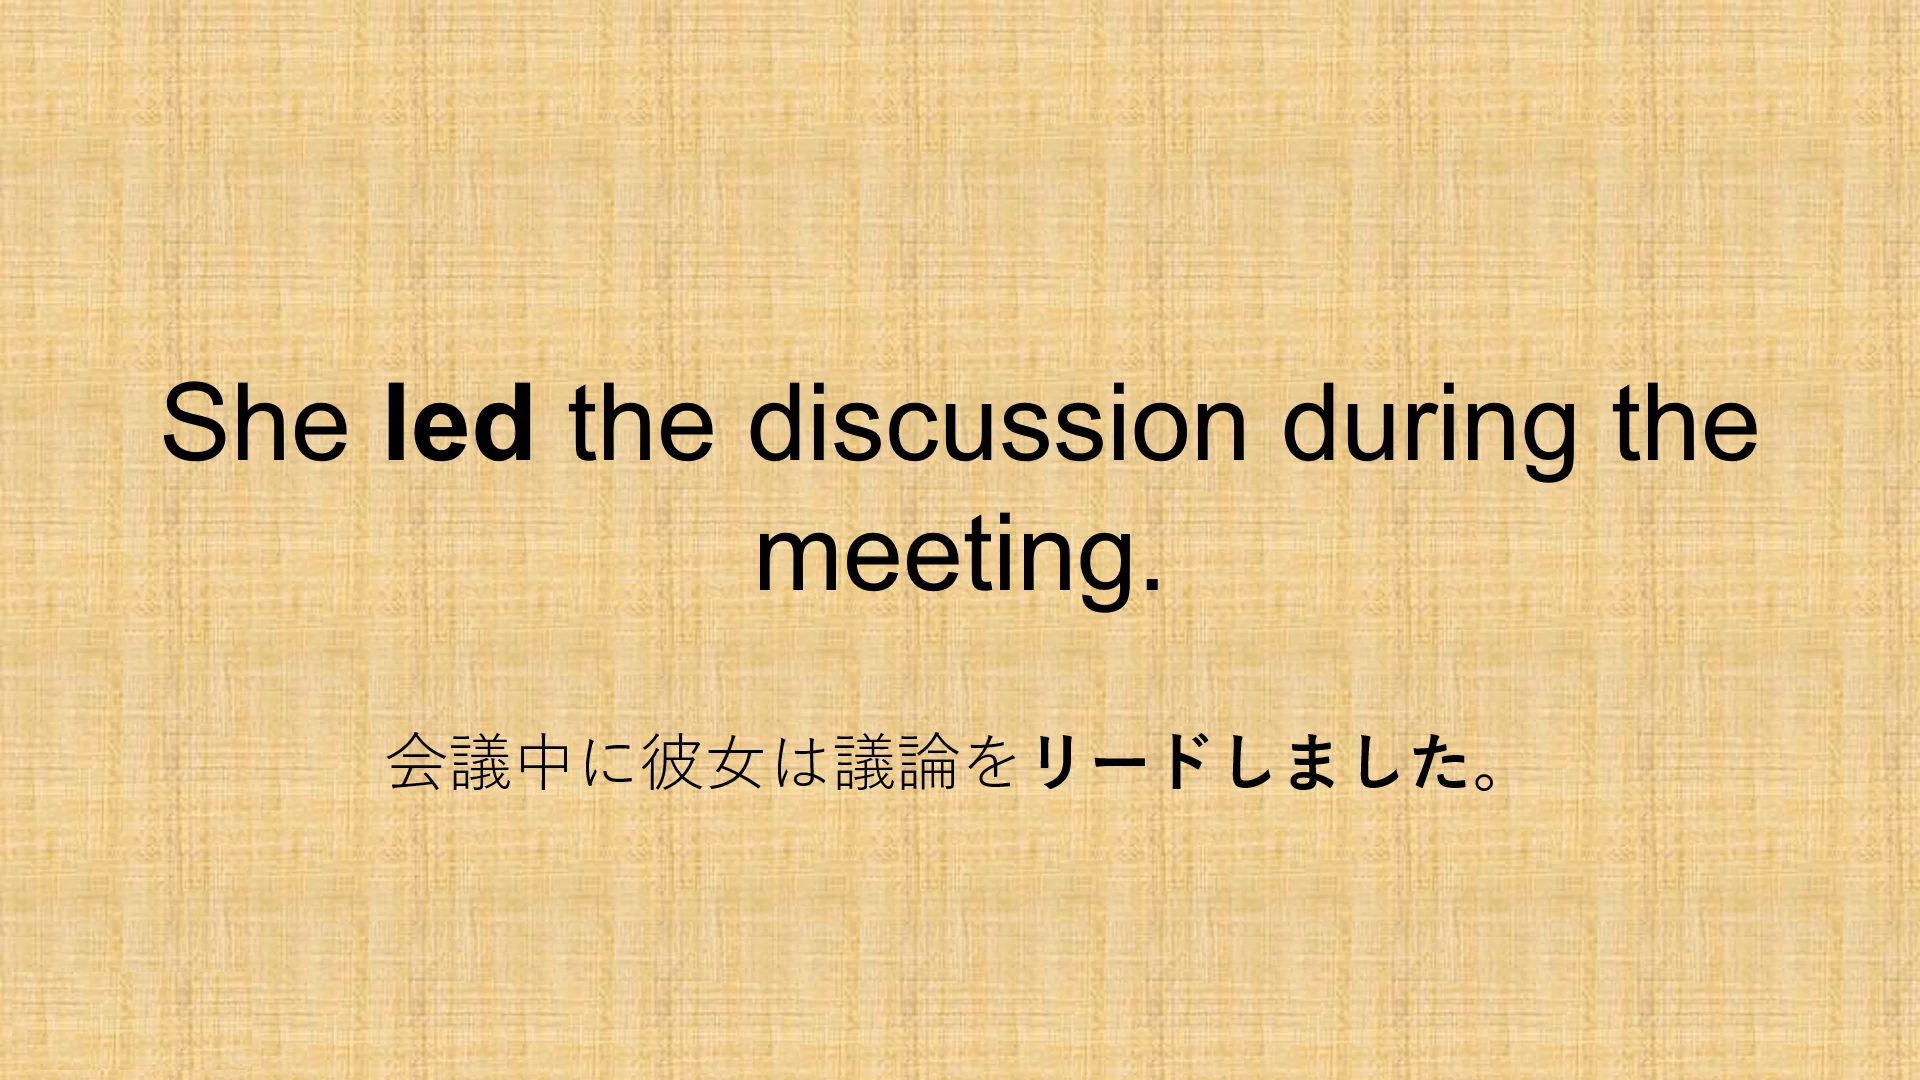 She led the discussion during the
meeting.
会議中に彼女は議論をリードしました。